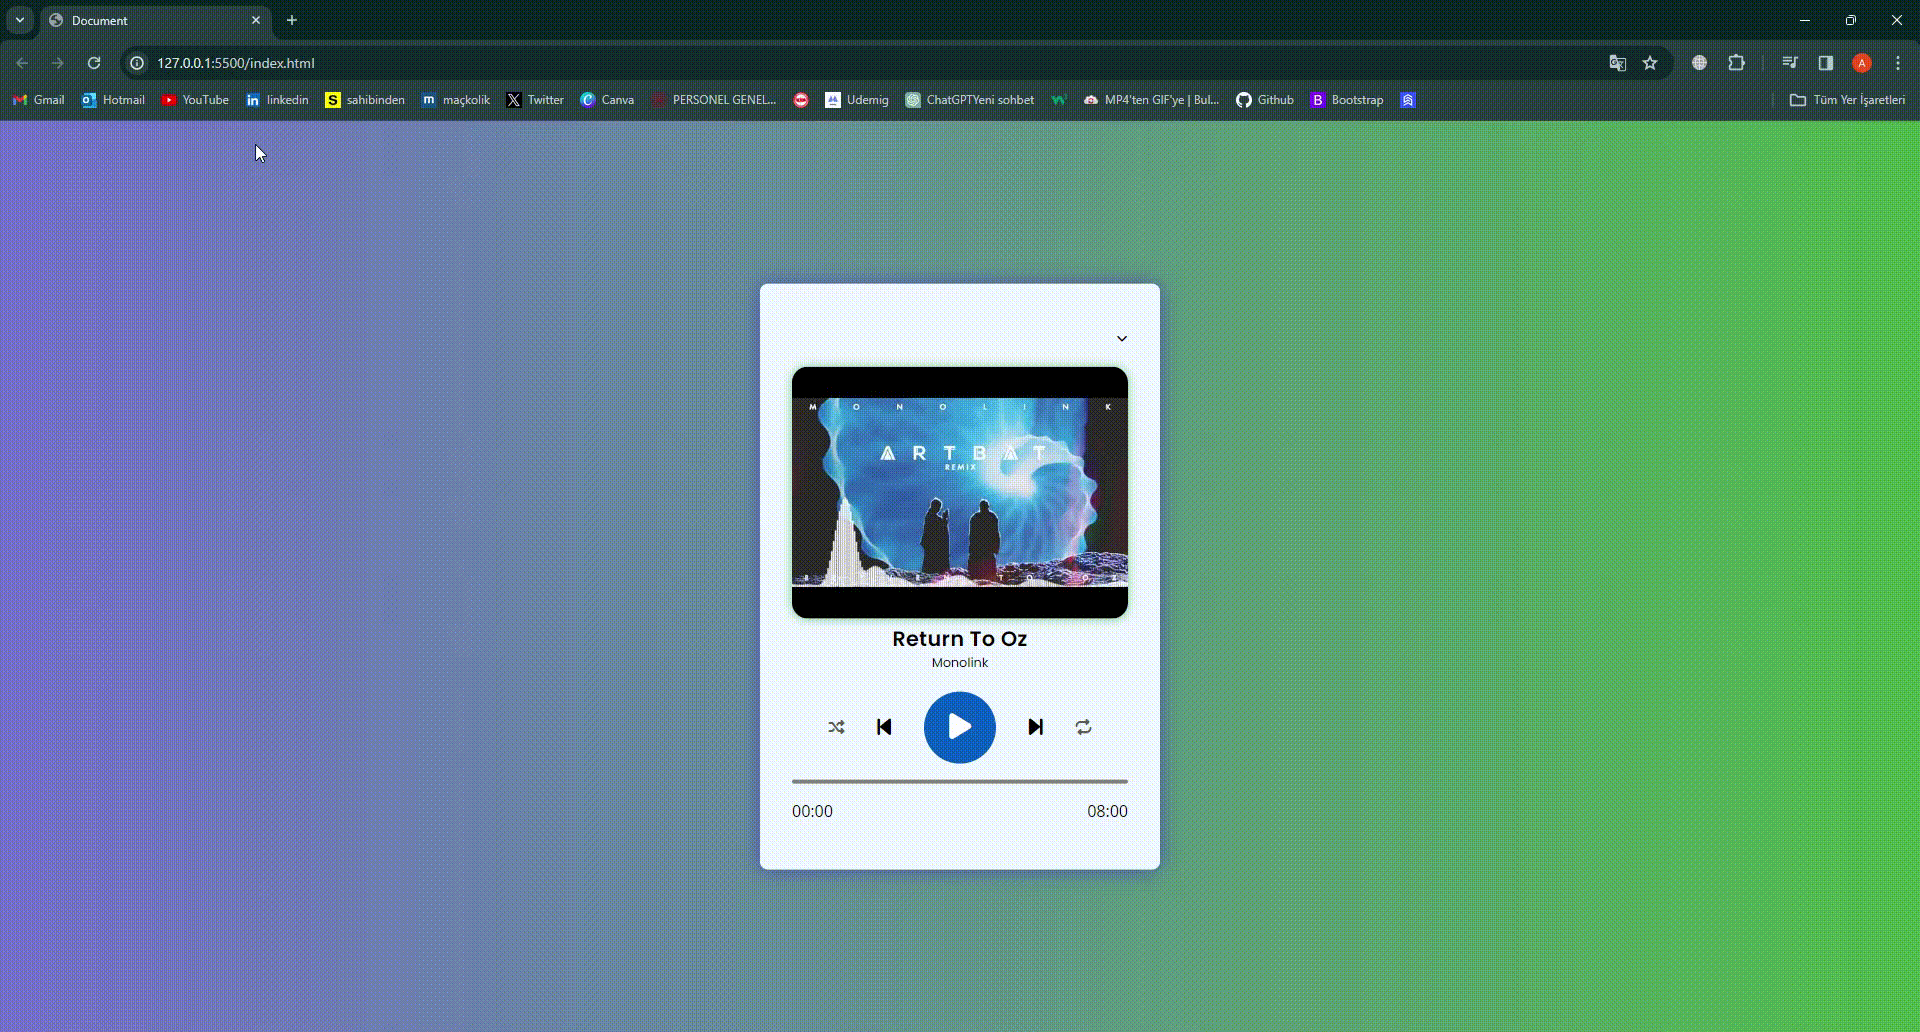 Document
127.0.0.1:5500/index.html
Gmail Hotmail YouTube linkedin sahibinden maçkolik Twitter Canva PERSONEL GENEL... Udemig ChatGPTYeni sohbet MP4'ten GIF'ye | Bul... Github Bootstrap Tüm Yer İşaretleri
MONOLINK
ARTBAT
REMIX
Return To Oz
Monolink
00:00 08:00